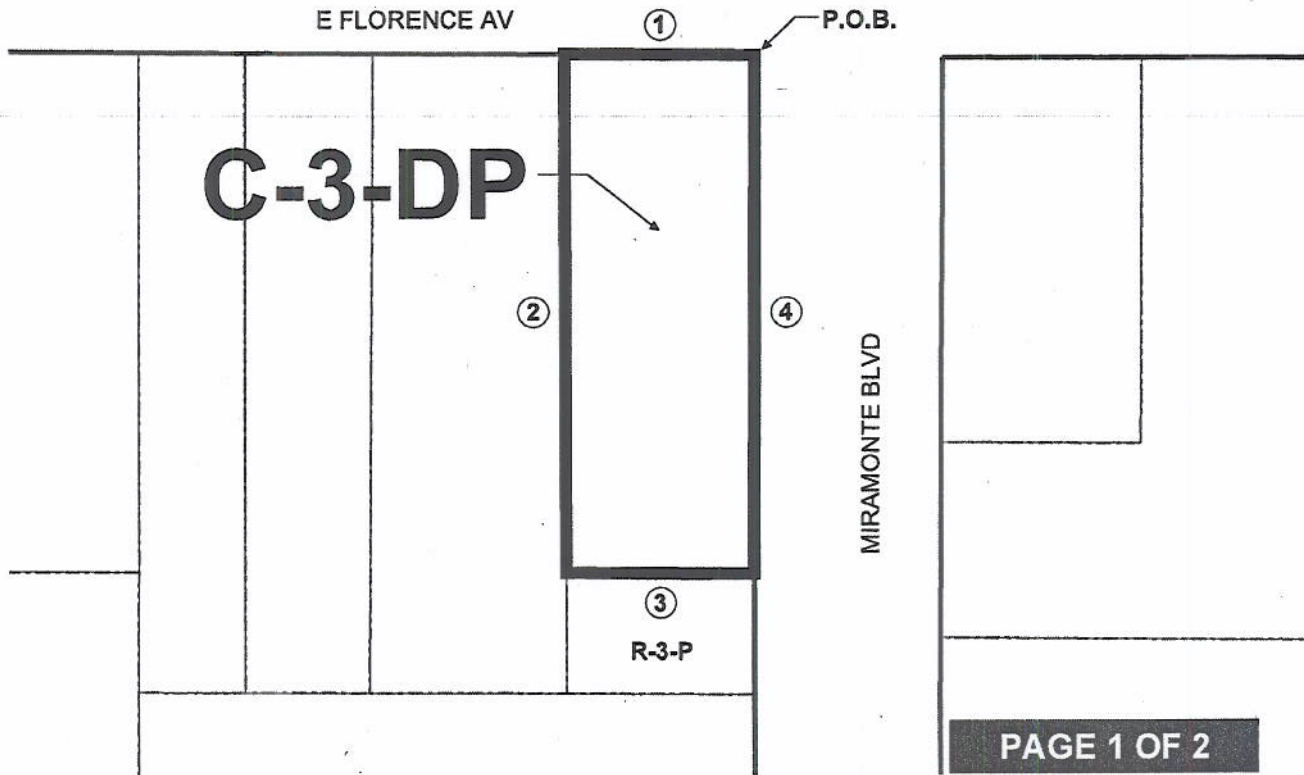 E FLORENCE AV
①
P.O.B.
C-3-DP
②
④
MIRAMONTE BLVD
③
R-3-P
PAGE 1 OF 2